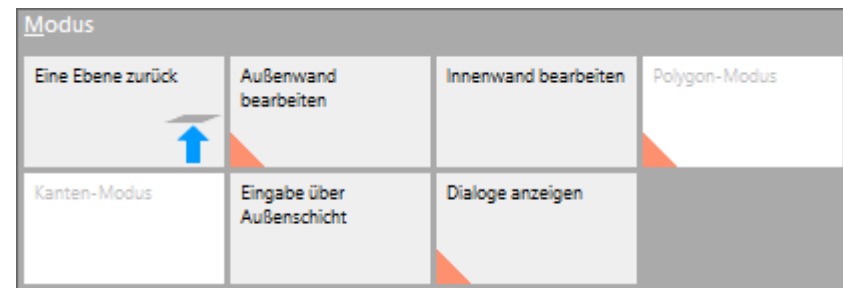 Modus
Eine Ebene zurück
Außenwand
bearbeiten
Innenwand bearbeiten
Polygon-Modus
Kanten-Modus
Eingabe über
Außenschicht
Dialoge anzeigen